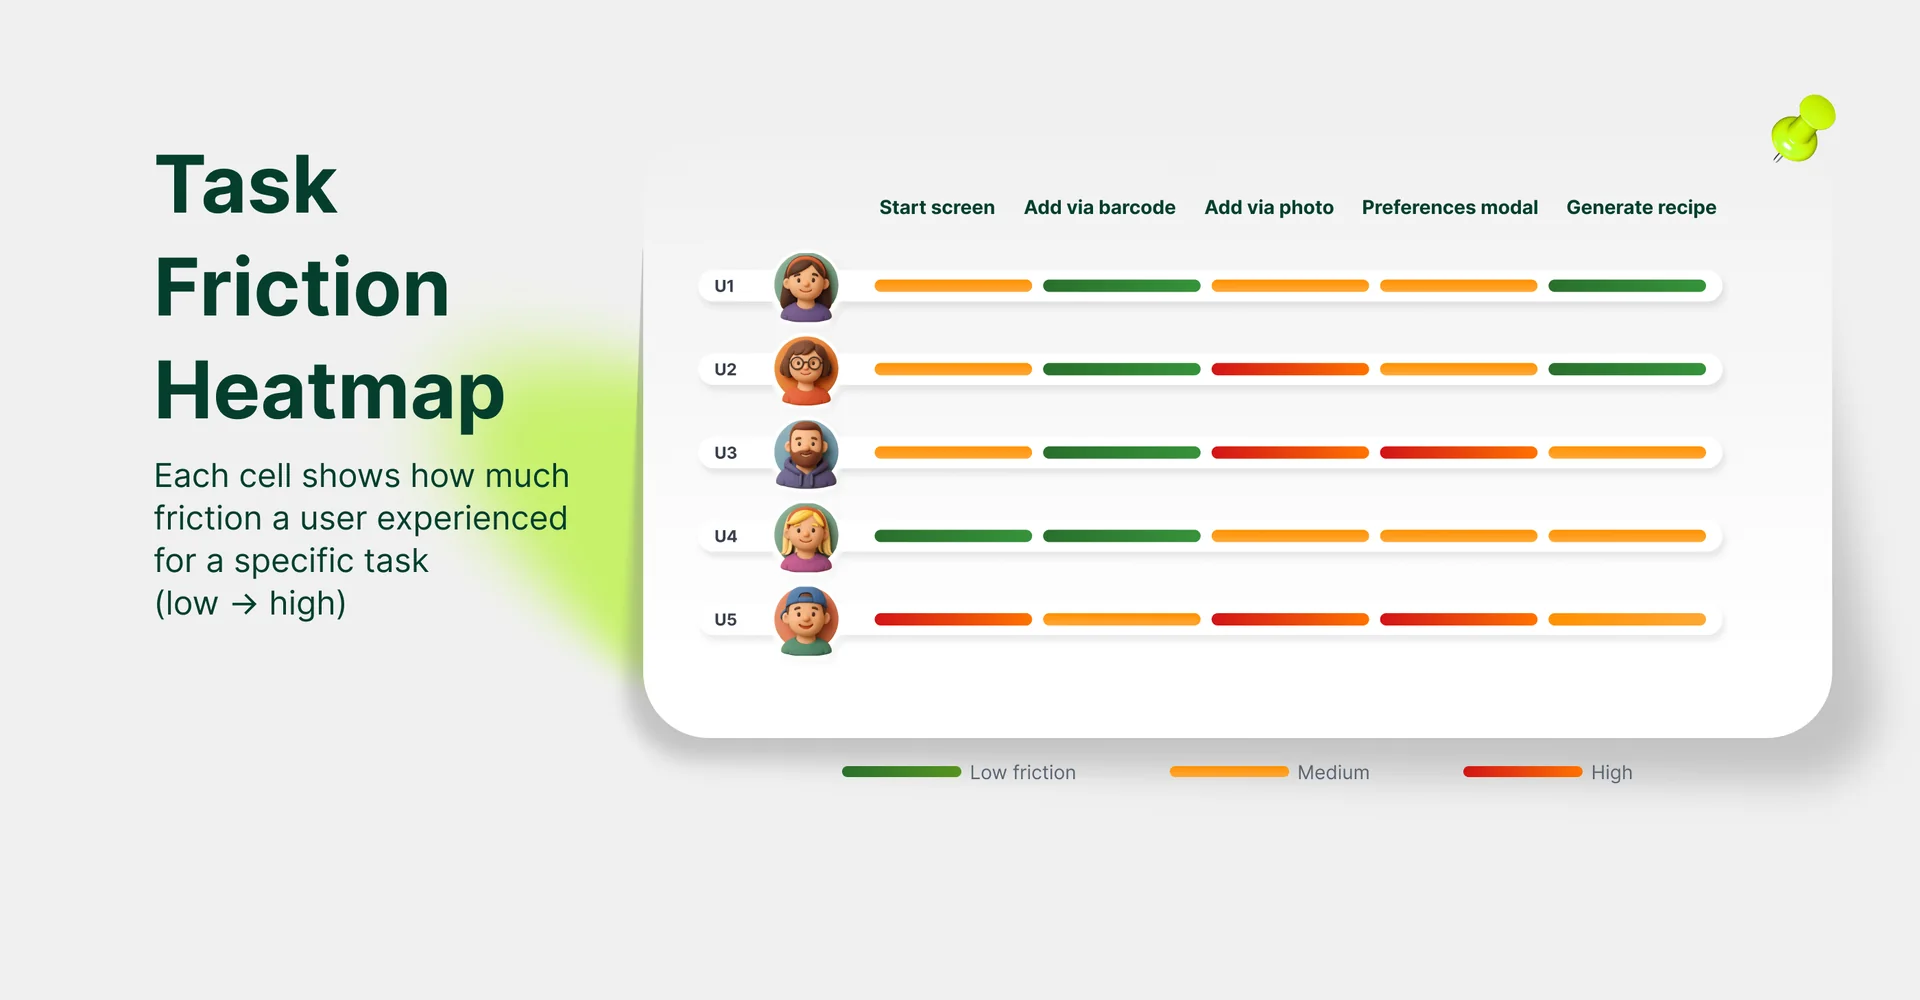 Task
Friction
Heatmap
Each cell shows how much
friction a user experienced
for a specific task
(low → high)
Start screen Add via barcode Add via photo Preferences modal Generate recipe
U1
U2
U3
U4
U5
Low friction Medium High